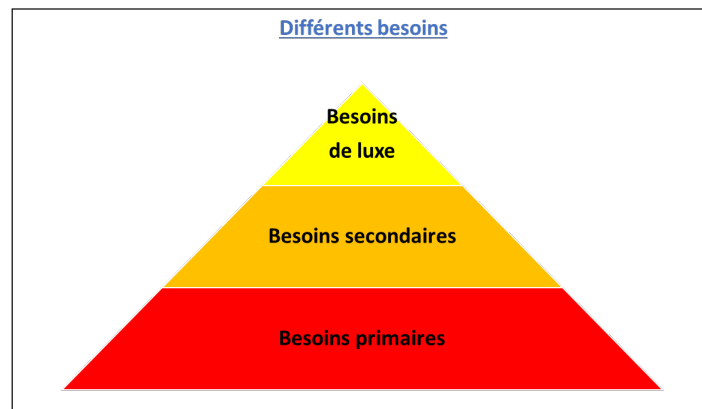 Différents besoins
Besoins
de luxe
Besoins secondaires
Besoins primaires